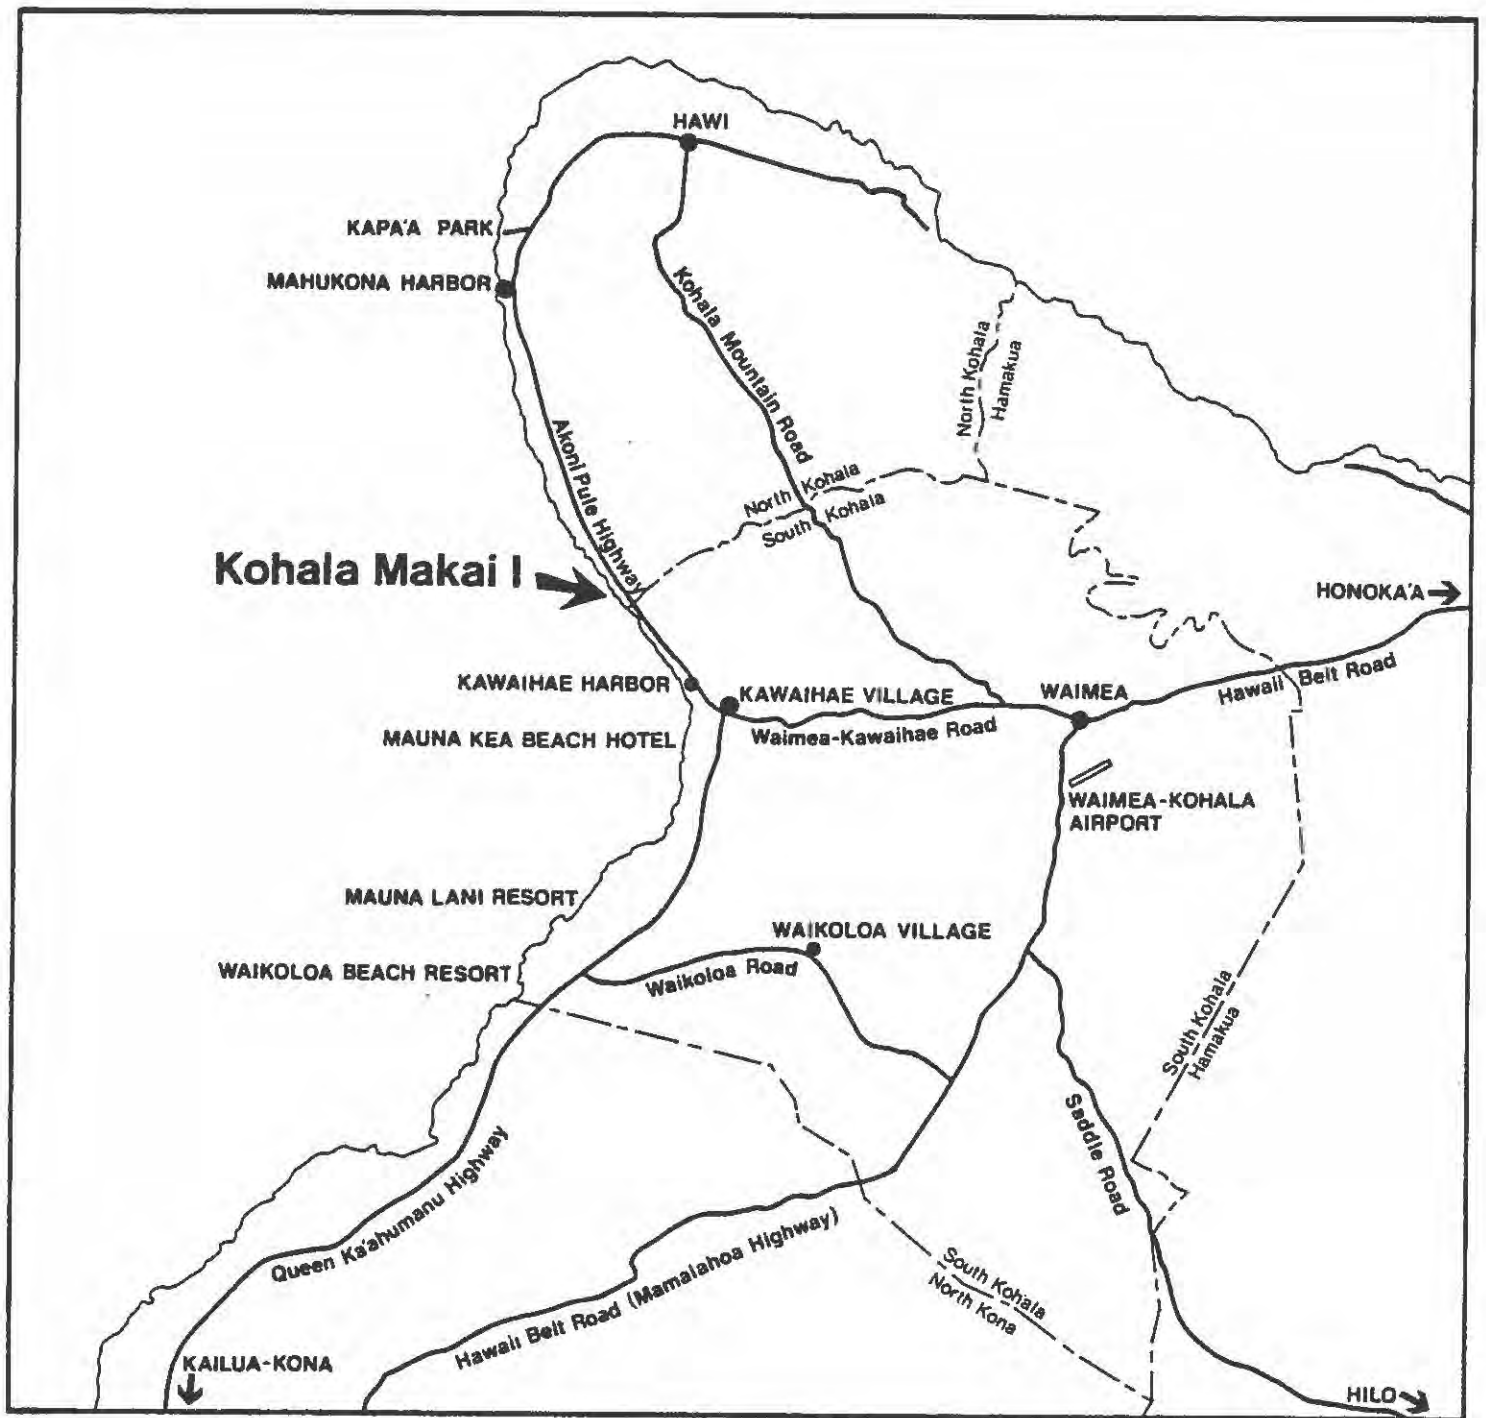 HAWI
KAPA'A PARK
MAHUKONA HARBOR
Kohala Mountain Road
North Kohala
Hamakua
Akoni Pule Highway
North Kohala
South Kohala
Kohala Makai I
HONOKA'A
KAWAIHAE HARBOR
KAWAIHAE VILLAGE
WAIMEA
Hawaii Belt Road
MAUNA KEA BEACH HOTEL
Waimea-Kawaihae Road
WAIMEA-KOHALA
AIRPORT
MAUNA LANI RESORT
WAIKOLOA VILLAGE
WAIKOLOA BEACH RESORT
Waikoloa Road
South Kohala
Hamakua
Saddle Road
Queen Ka'ahumanu Highway
Hawaii Belt Road (Mamalahoa Highway)
South Kohala
North Kona
KAILUA-KONA
HILO